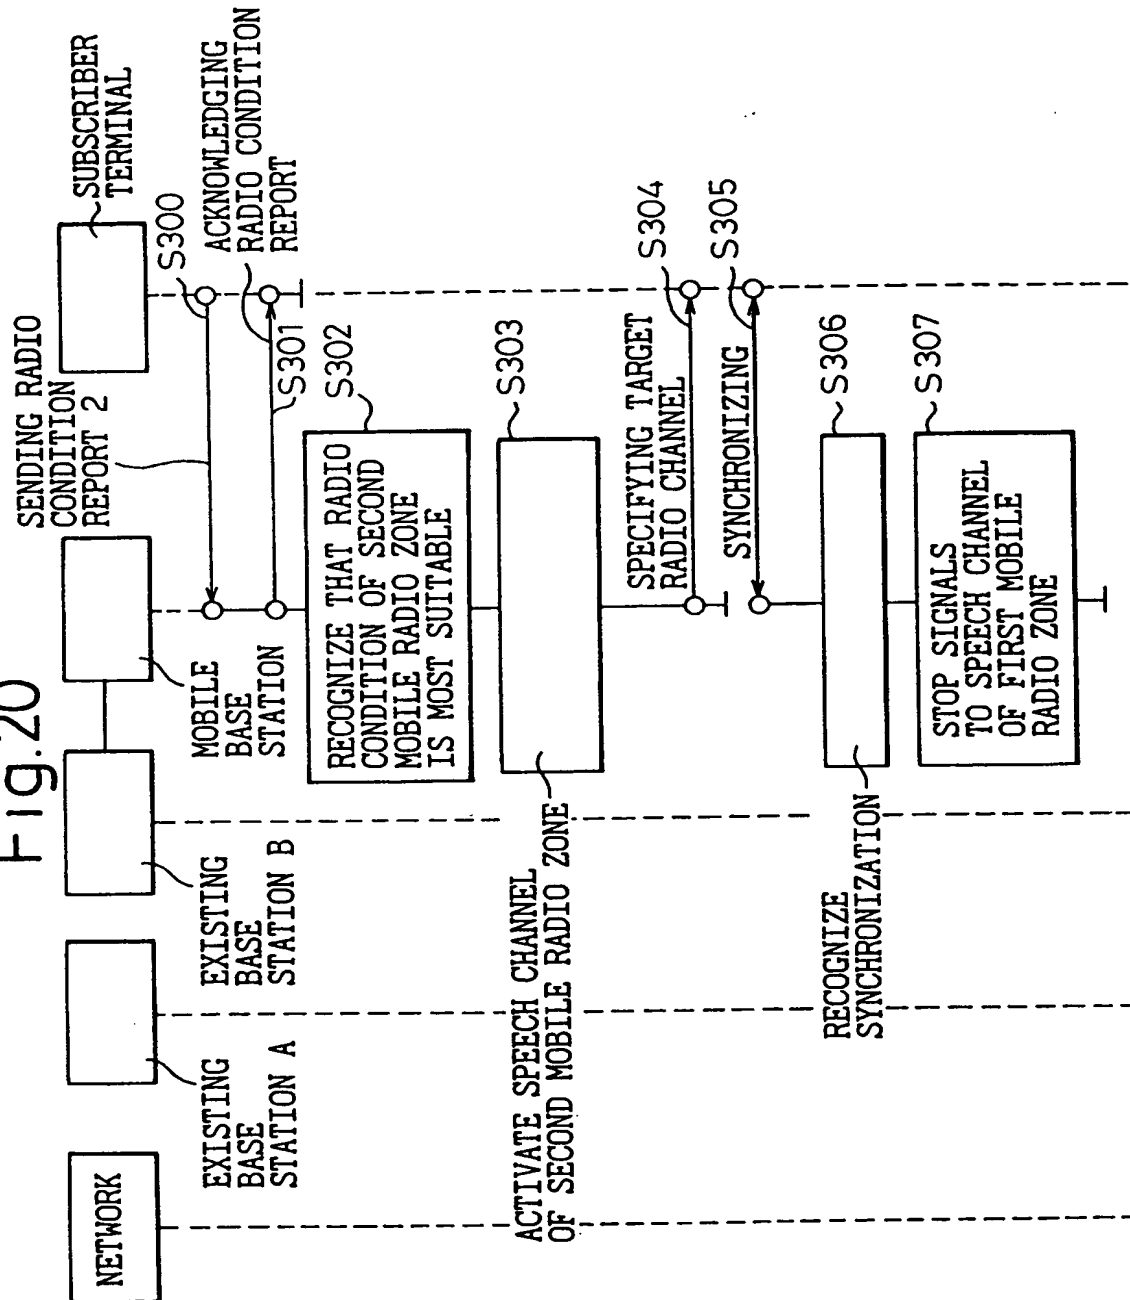 Fig.20
NETWORK
EXISTING
BASE
STATION A
EXISTING
BASE
STATION B
MOBILE
BASE
STATION
SUBSCRIBER
TERMINAL
SENDING RADIO
CONDITION
REPORT 2
S300
ACKNOWLEDGING
RADIO CONDITION
REPORT
S301
RECOGNIZE THAT RADIO
CONDITION OF SECOND
MOBILE RADIO ZONE
IS MOST SUITABLE
S302
ACTIVATE SPEECH CHANNEL
OF SECOND MOBILE RADIO ZONE
S303
SPECIFYING TARGET
RADIO CHANNEL
S304
SYNCHRONIZING
S305
RECOGNIZE
SYNCHRONIZATION
S306
STOP SIGNALS
TO SPEECH CHANNEL
OF FIRST MOBILE
RADIO ZONE
S307